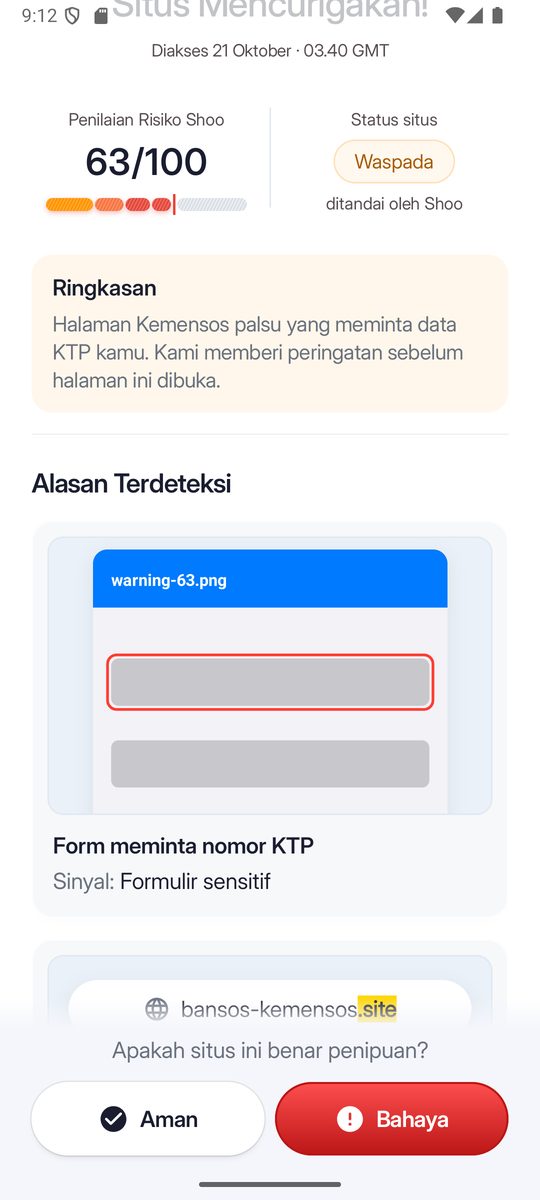 9:12
Situs Mencurigakan!
Diakses 21 Oktober · 03.40 GMT
Penilaian Risiko Shoo
63/100
Status situs
Waspada
ditandai oleh Shoo
Ringkasan
Halaman Kemensos palsu yang meminta data
KTP kamu. Kami memberi peringatan sebelum
halaman ini dibuka.
Alasan Terdeteksi
warning-63.png
Form meminta nomor KTP
Sinyal: Formulir sensitif
bansos-kemensos.site
Apakah situs ini benar penipuan?
Aman
Bahaya